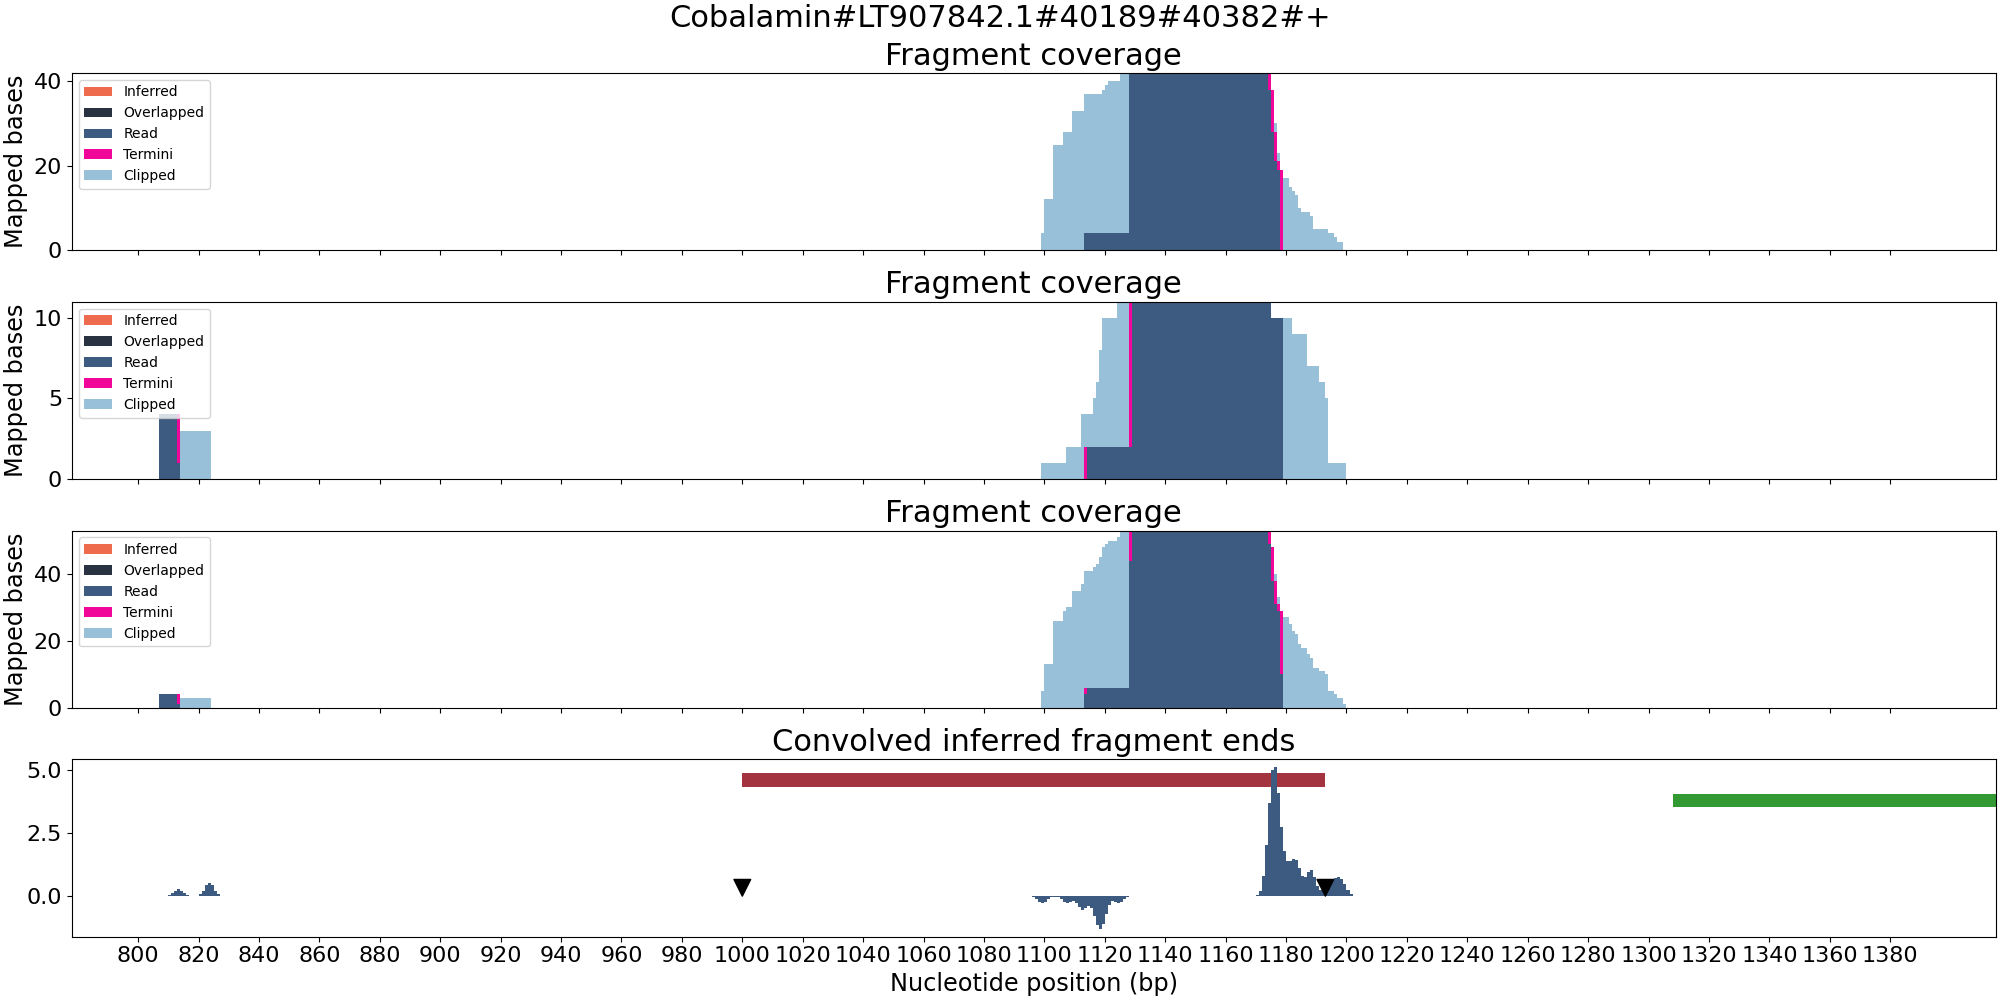 Cobalamin#LT907842.1#40189#40382#+
Fragment coverage
Mapped bases
40
20
0
Inferred
Overlapped
Read
Termini
Clipped
Fragment coverage
Mapped bases
10
5
0
Inferred
Overlapped
Read
Termini
Clipped
Fragment coverage
Mapped bases
40
20
0
Inferred
Overlapped
Read
Termini
Clipped
Convolved inferred fragment ends
5.0
2.5
0.0
800 820 840 860 880 900 920 940 960 980 1000 1020 1040 1060 1080 1100 1120 1140 1160 1180 1200 1220 1240 1260 1280 1300 1320 1340 1360 1380
Nucleotide position (bp)